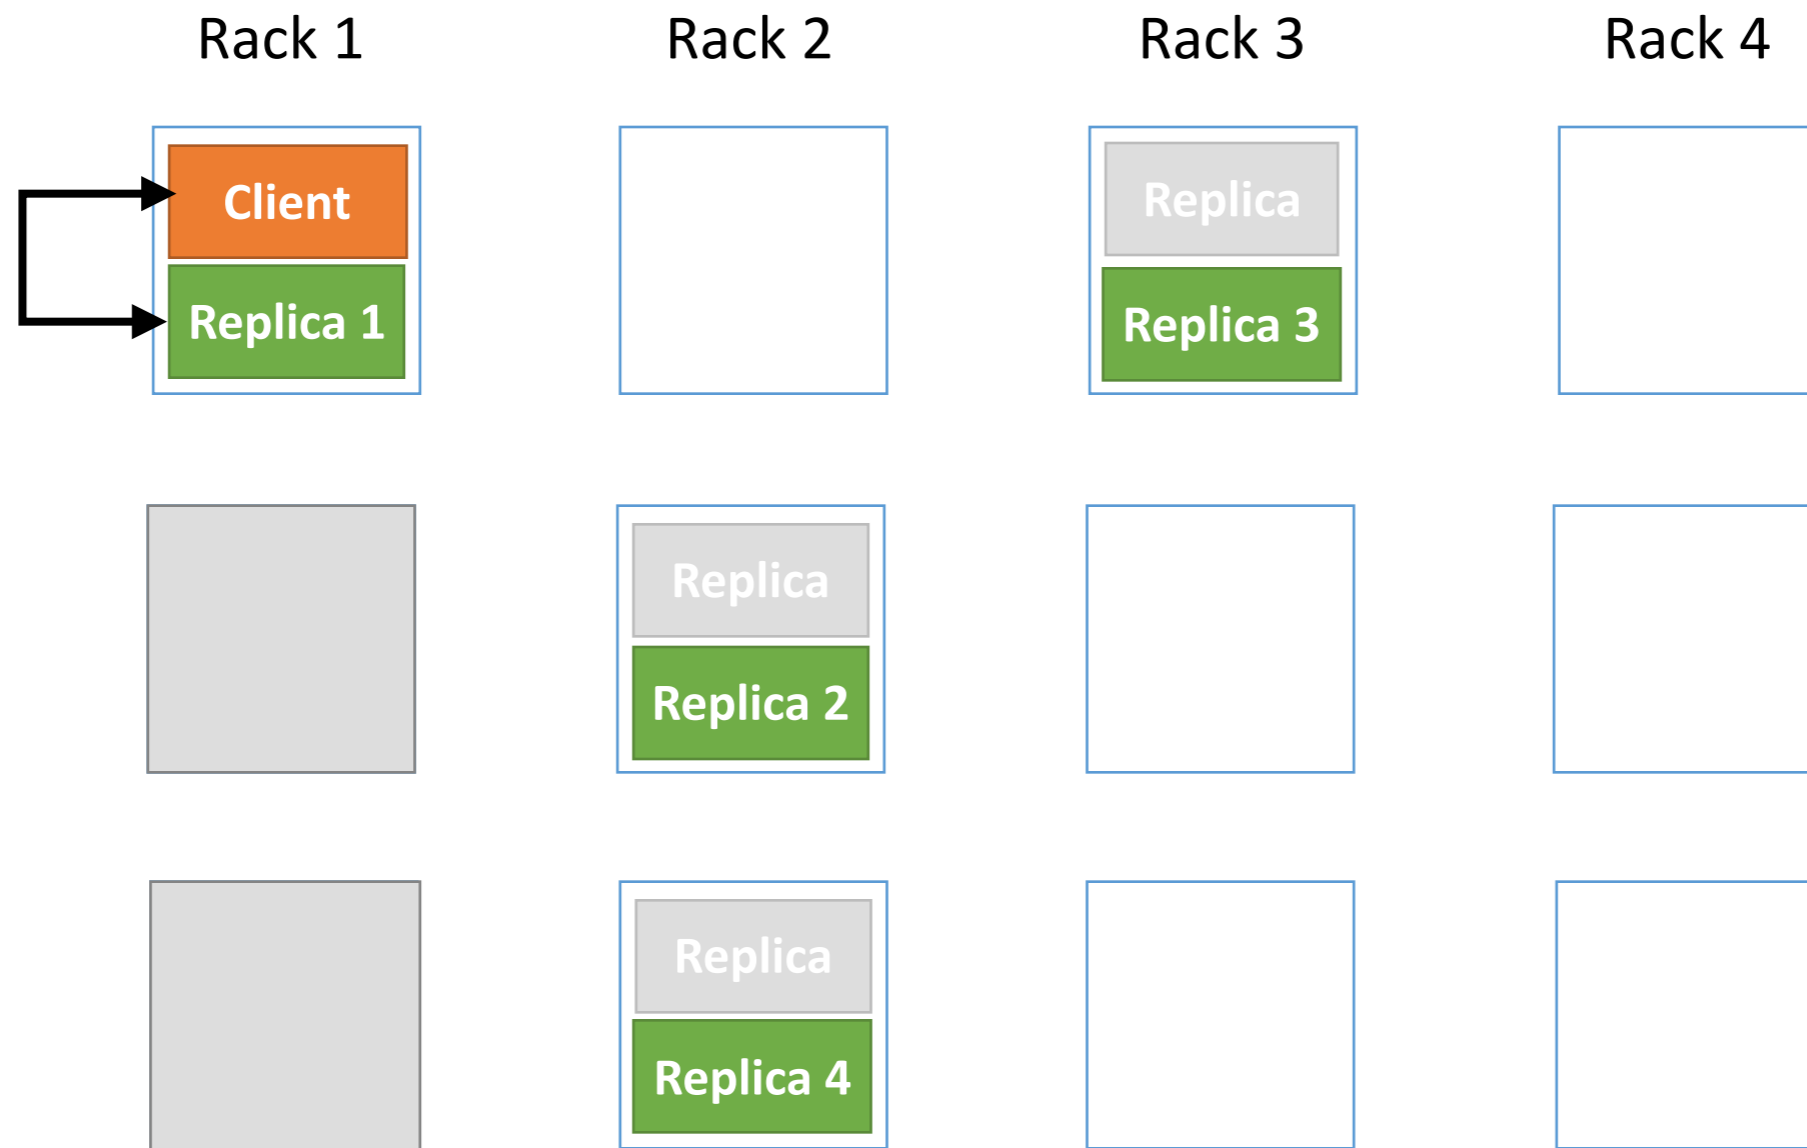 Rack 1
Rack 2
Rack 3
Rack 4
Client
Replica 1
Replica
Replica 3
Replica
Replica 2
Replica
Replica 4